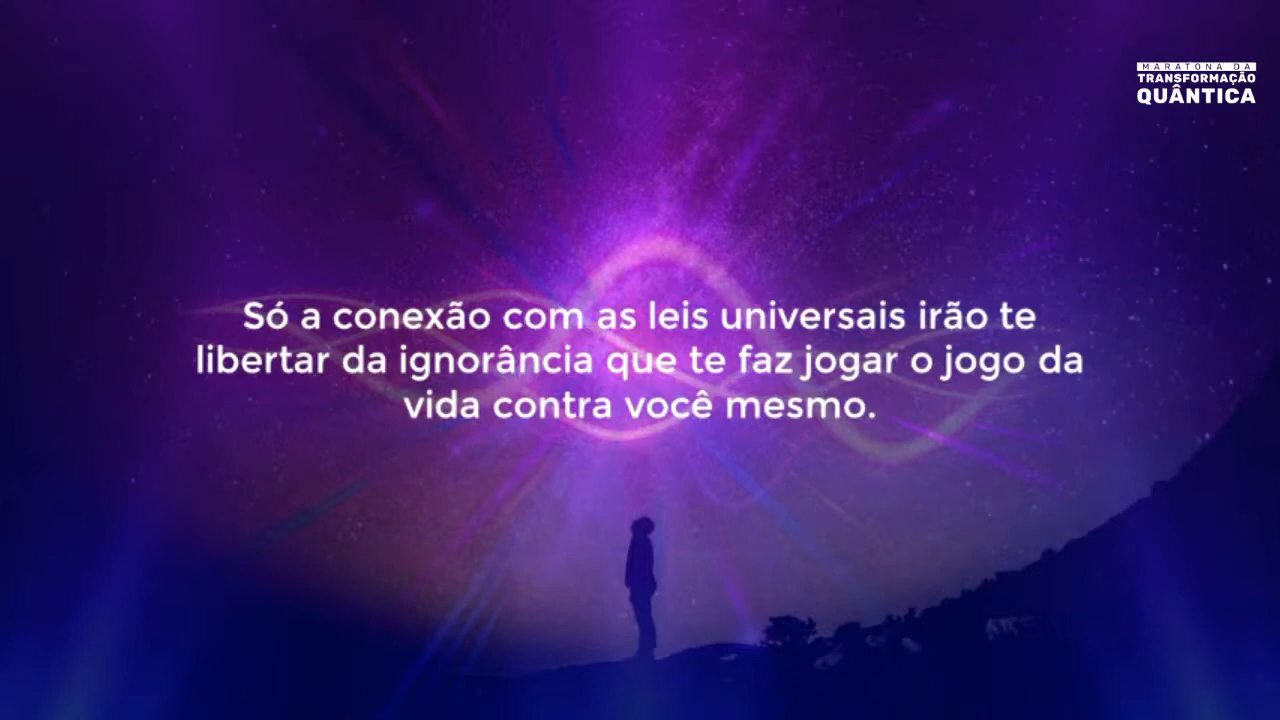 MARATONA DA
TRANSFORMAÇÃO
QUÂNTICA
Só a conexão com as leis universais irão te
libertar da ignorância que te faz jogar o jogo da
vida contra você mesmo.